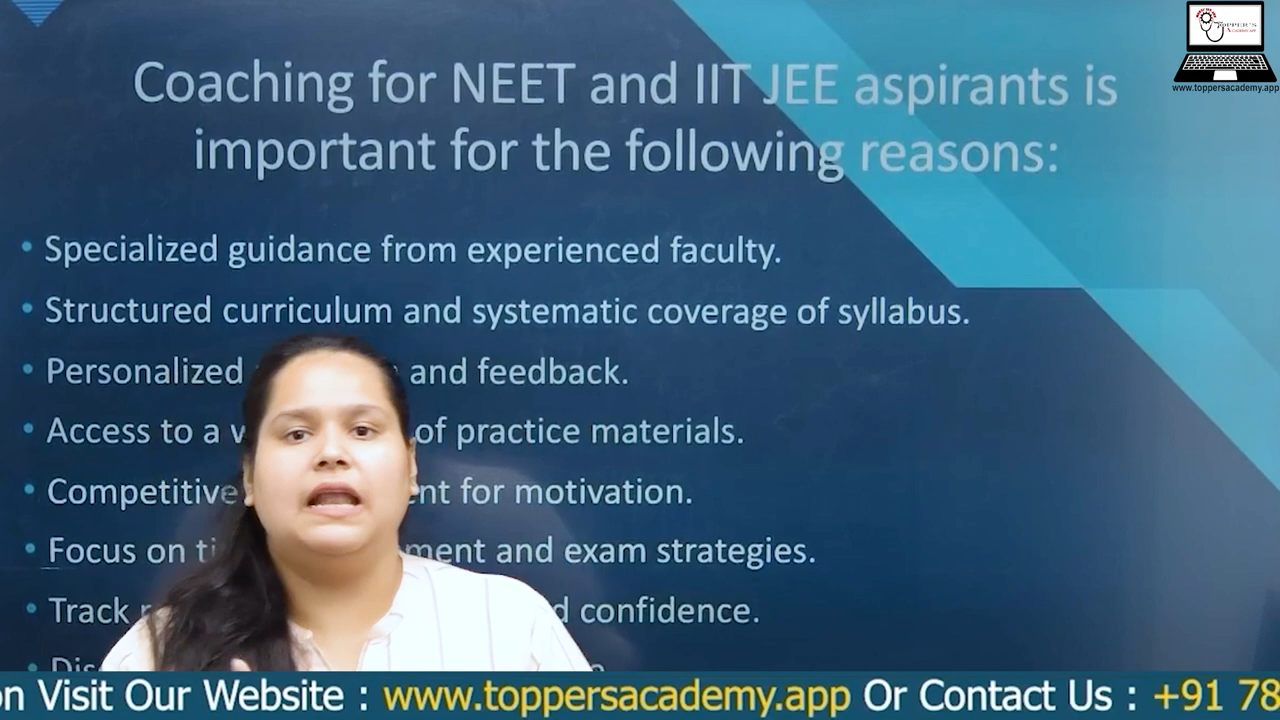 TOPPER'S
www.toppersacademy.app
Coaching for NEET and IIT JEE aspirants is
important for the following reasons:
• Specialized guidance from experienced faculty.
• Structured curriculum and systematic coverage of syllabus.
• Personalized and feedback.
• Access to a of practice materials.
• Competitive for motivation.
• Focus on and exam strategies.
• Track confidence.
on Visit Our Website : www.toppersacademy.app Or Contact Us : +91 78